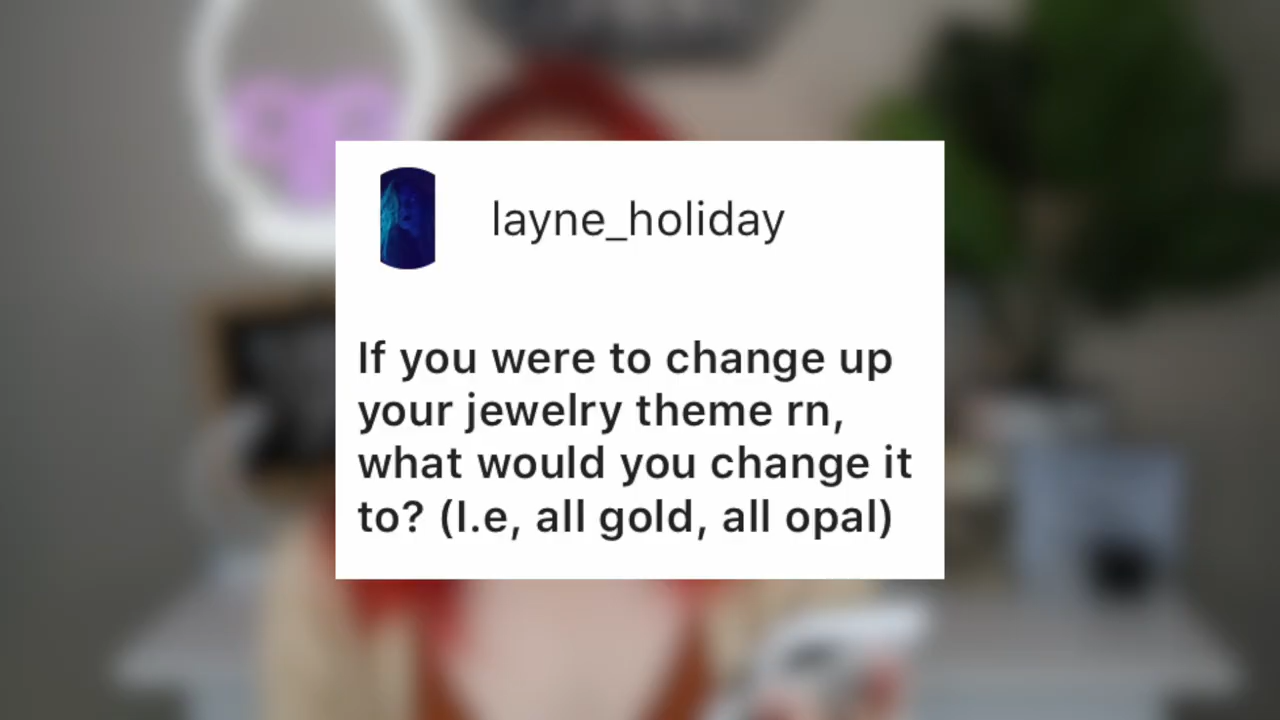 layne_holiday
If you were to change up
your jewelry theme rn,
what would you change it
to? (I.e, all gold, all opal)